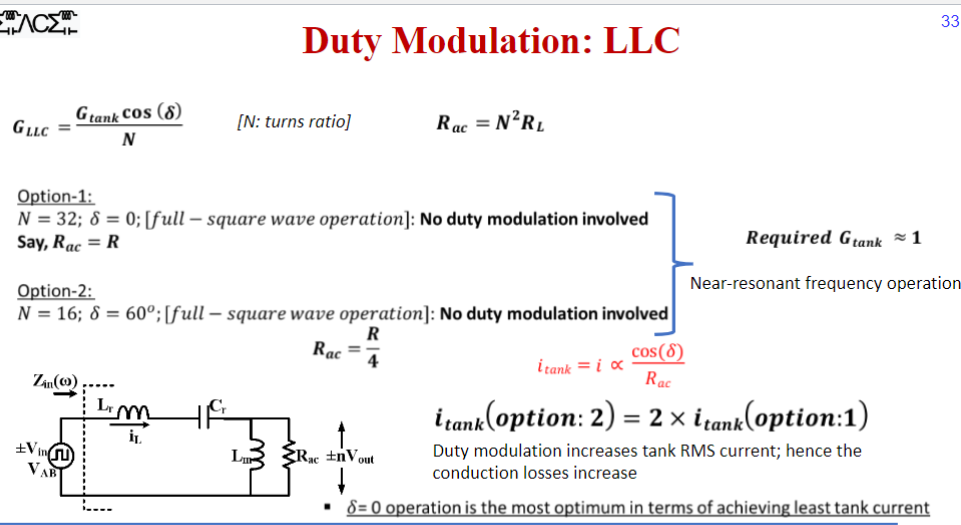 33
Duty Modulation: LLC
G_LLC = G_tank cos (δ) / N
[N: turns ratio]
R_ac = N²R_L
Option-1:
N = 32; δ = 0; [full − square wave operation]: No duty modulation involved
Say, R_ac = R
Required G_tank ≈ 1
Near-resonant frequency operation
Option-2:
N = 16; δ = 60⁰; [full − square wave operation]: No duty modulation involved
R_ac = R / 4
i_tank = i ∝ cos(δ) / R_ac
i_tank(option: 2) = 2 × i_tank(option:1)
Duty modulation increases tank RMS current; hence the
conduction losses increase
▪ δ= 0 operation is the most optimum in terms of achieving least tank current
Z_in(ω)
L_r
C_r
i_L
±V_in
V_AB
L_m
R_ac
±nV_out